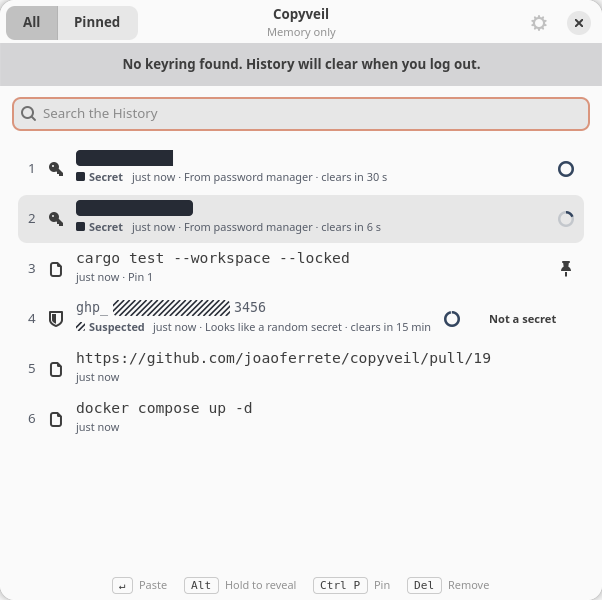 All Pinned Copyveil
Memory only
No keyring found. History will clear when you log out.
Search the History
1
Secret just now · From password manager · clears in 30 s
2
Secret just now · From password manager · clears in 6 s
3 cargo test --workspace --locked
just now · Pin 1
4 ghp_ 3456
Suspected just now · Looks like a random secret · clears in 15 min Not a secret
5 https://github.com/joaoferrete/copyveil/pull/19
just now
6 docker compose up -d
just now
↵ Paste Alt Hold to reveal Ctrl P Pin Del Remove